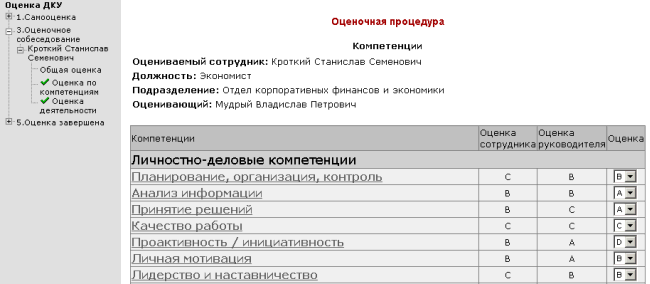 Оценка ДКУ
1.Самооценка
3.Оценочное
собеседование
Кроткий Станислав
Семенович
Общая оценка
Оценка по
компетенциям
Оценка
деятельности
5.Оценка завершена
Оценочная процедура
Компетенции
Оцениваемый сотрудник: Кроткий Станислав Семенович
Должность: Экономист
Подразделение: Отдел корпоративных финансов и экономики
Оценивающий: Мудрый Владислав Петрович
Компетенции Оценка сотрудника Оценка руководителя Оценка
Личностно-деловые компетенции
Планирование, организация, контроль C B B
Анализ информации B B A
Принятие решений B C A
Качество работы C C C
Проактивность / инициативность B A D
Личная мотивация B A B
Лидерство и наставничество C B B